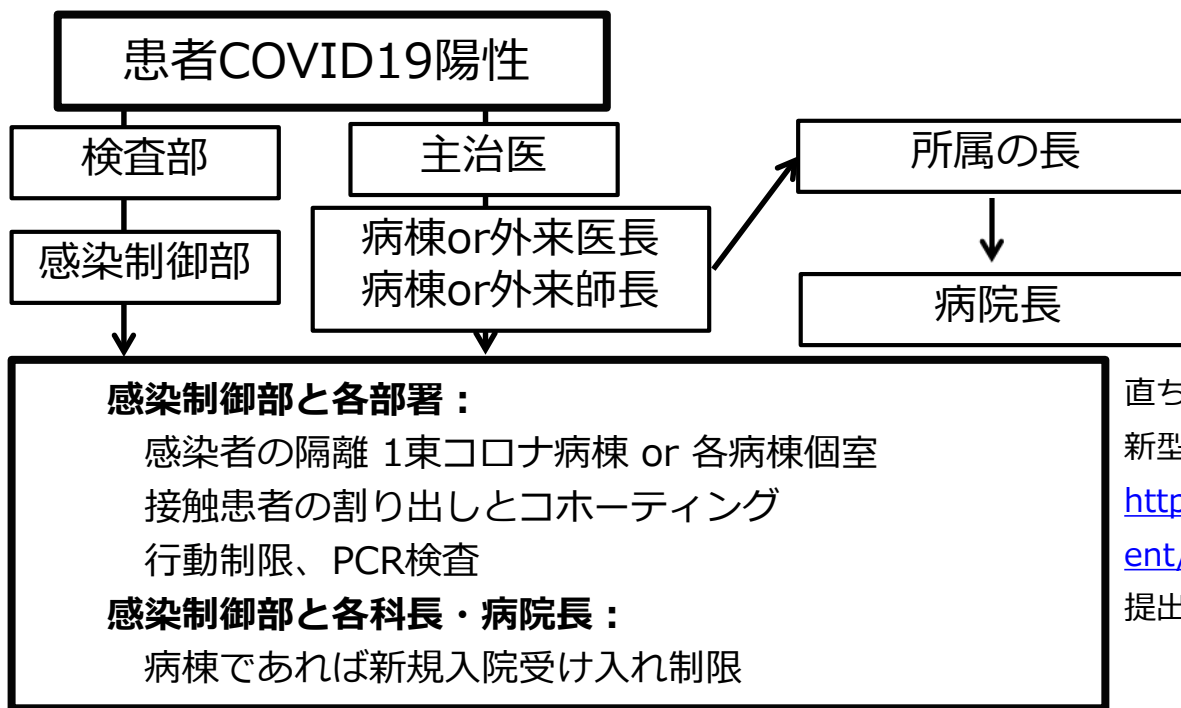 患者COVID19陽性
検査部
主治医
所属の長
感染制御部
病棟or外来医長
病棟or外来師長
病院長
感染制御部と各部署：
感染者の隔離 1東コロナ病棟 or 各病棟個室
接触患者の割り出しとコホーティング
行動制限、PCR検査
感染制御部と各科長・病院長：
病棟であれば新規入院受け入れ制限
直ち
新型
http
ent/
提出